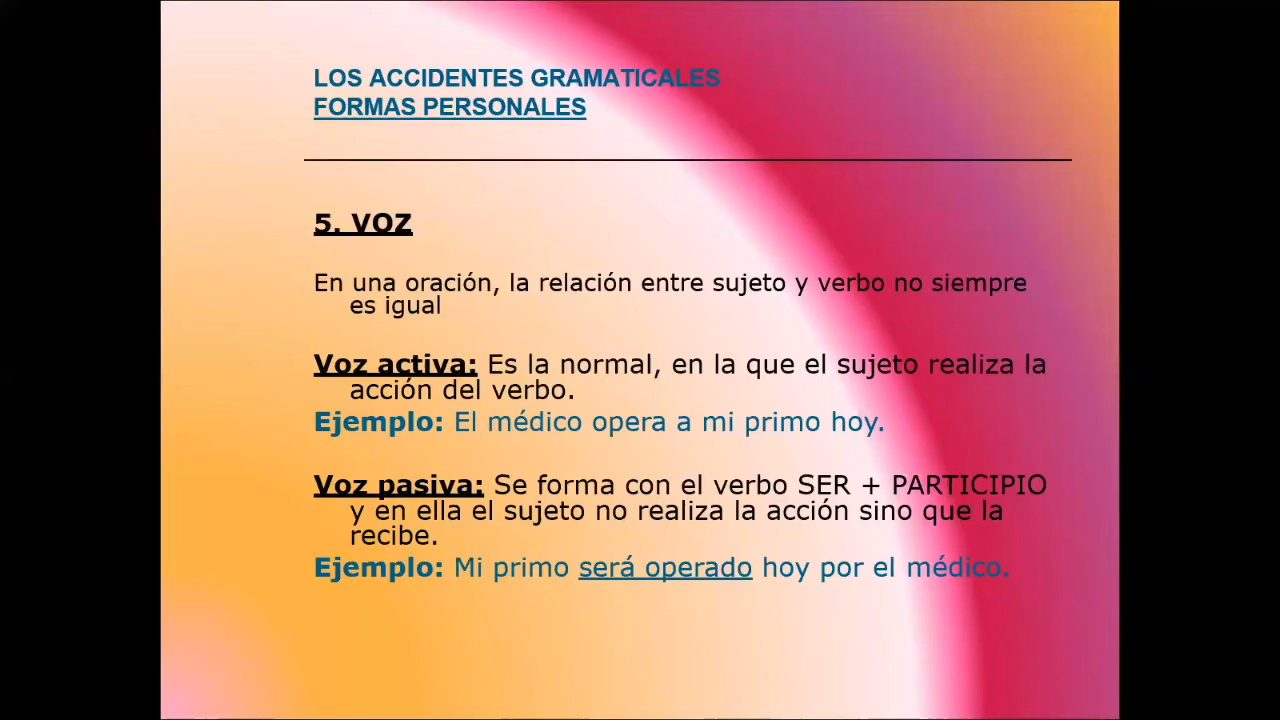 LOS ACCIDENTES GRAMATICALES
FORMAS PERSONALES
5. VOZ
En una oración, la relación entre sujeto y verbo no siempre
es igual
Voz activa: Es la normal, en la que el sujeto realiza la
acción del verbo.
Ejemplo: El médico opera a mi primo hoy.
Voz pasiva: Se forma con el verbo SER + PARTICIPIO
y en ella el sujeto no realiza la acción sino que la
recibe.
Ejemplo: Mi primo será operado hoy por el médico.